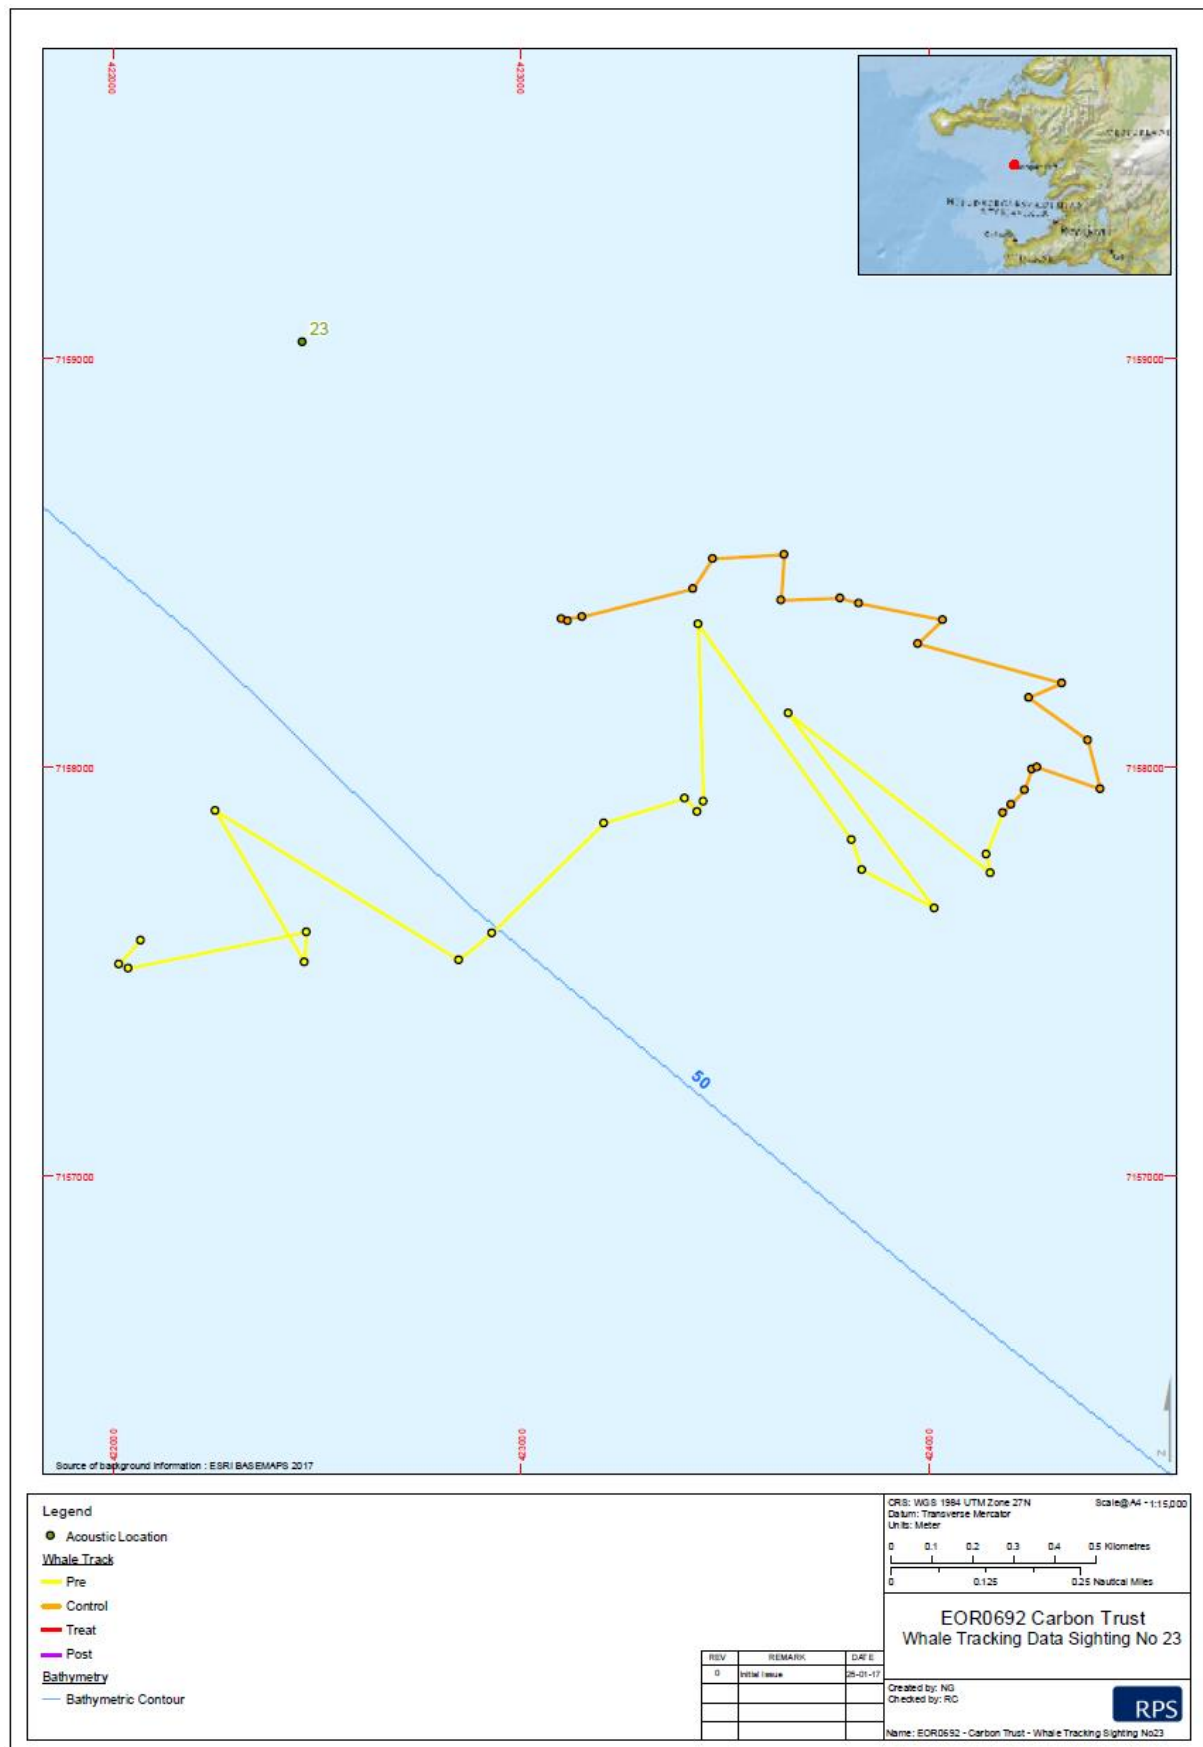 422000
423000
424000
23
7159000
7159000
7158000
7158000
50
7157000
7157000
422000
423000
424000
N
Source of background information : ESRI BASEMAPS 2017
Legend
Acoustic Location
Whale Track
Pre
Control
Treat
Post
Bathymetry
Bathymetric Contour
REV REMARK DATE
0 Initial Issue 25-01-17
CRS: WGS 1984 UTM Zone 27N Scale@A4 - 1:15,000
Datum: Transverse Mercator
Units: Meter
0 0.1 0.2 0.3 0.4 0.5 Kilometres
0 0.125 0.25 Nautical Miles
EOR0692 Carbon Trust
Whale Tracking Data Sighting No 23
Created by: NG
Checked by: RC
RPS
Name: EOR0692 - Carbon Trust - Whale Tracking Sighting No23